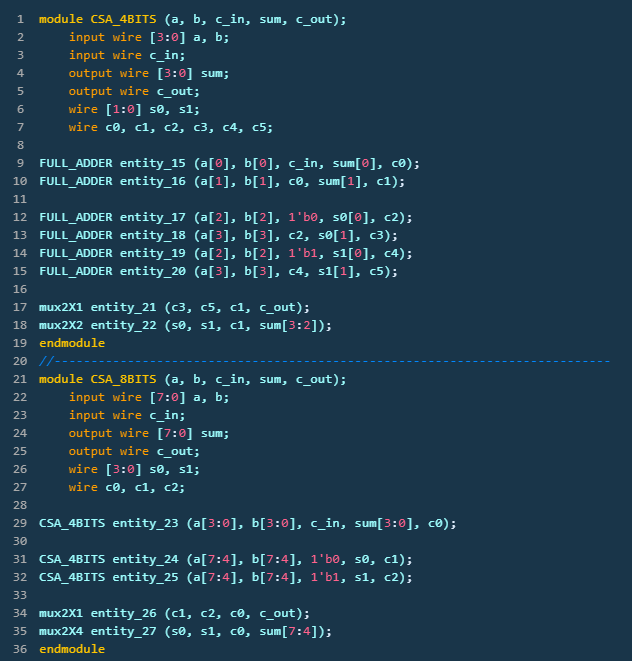 1 module CSA_4BITS (a, b, c_in, sum, c_out);
2 input wire [3:0] a, b;
3 input wire c_in;
4 output wire [3:0] sum;
5 output wire c_out;
6 wire [1:0] s0, s1;
7 wire c0, c1, c2, c3, c4, c5;
8
9 FULL_ADDER entity_15 (a[0], b[0], c_in, sum[0], c0);
10 FULL_ADDER entity_16 (a[1], b[1], c0, sum[1], c1);
11
12 FULL_ADDER entity_17 (a[2], b[2], 1'b0, s0[0], c2);
13 FULL_ADDER entity_18 (a[3], b[3], c2, s0[1], c3);
14 FULL_ADDER entity_19 (a[2], b[2], 1'b1, s1[0], c4);
15 FULL_ADDER entity_20 (a[3], b[3], c4, s1[1], c5);
16
17 mux2X1 entity_21 (c3, c5, c1, c_out);
18 mux2X2 entity_22 (s0, s1, c1, sum[3:2]);
19 endmodule
20 //----------------------------------------------------------------------------
21 module CSA_8BITS (a, b, c_in, sum, c_out);
22 input wire [7:0] a, b;
23 input wire c_in;
24 output wire [7:0] sum;
25 output wire c_out;
26 wire [3:0] s0, s1;
27 wire c0, c1, c2;
28
29 CSA_4BITS entity_23 (a[3:0], b[3:0], c_in, sum[3:0], c0);
30
31 CSA_4BITS entity_24 (a[7:4], b[7:4], 1'b0, s0, c1);
32 CSA_4BITS entity_25 (a[7:4], b[7:4], 1'b1, s1, c2);
33
34 mux2X1 entity_26 (c1, c2, c0, c_out);
35 mux2X4 entity_27 (s0, s1, c0, sum[7:4]);
36 endmodule